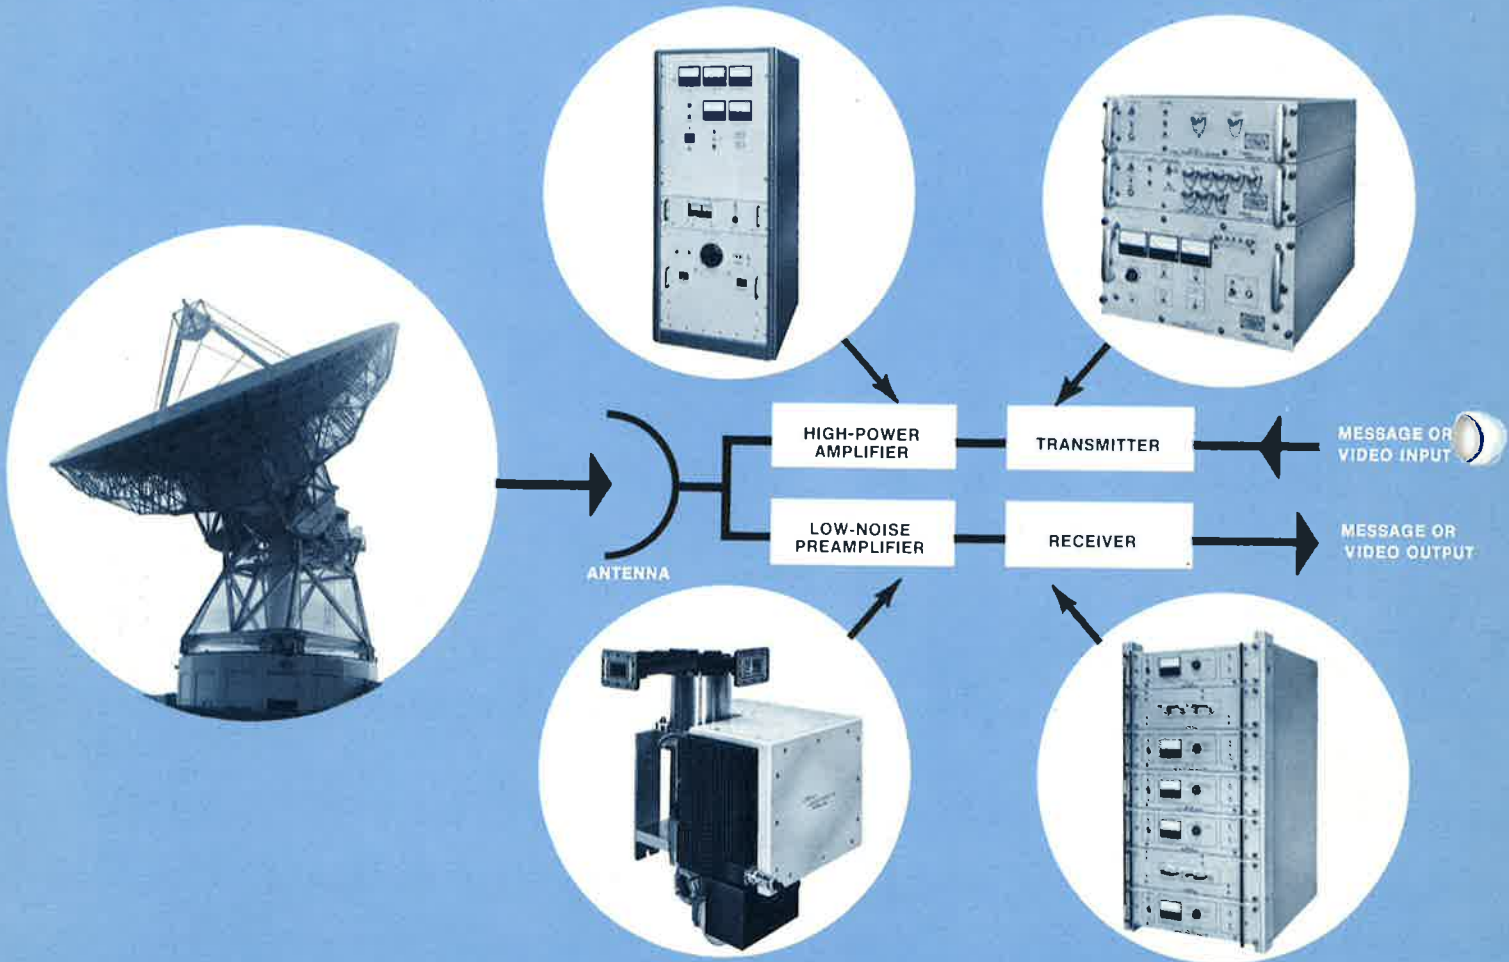 HIGH-POWER
AMPLIFIER
TRANSMITTER
MESSAGE OR
VIDEO INPUT
LOW-NOISE
PREAMPLIFIER
RECEIVER
MESSAGE OR
VIDEO OUTPUT
ANTENNA